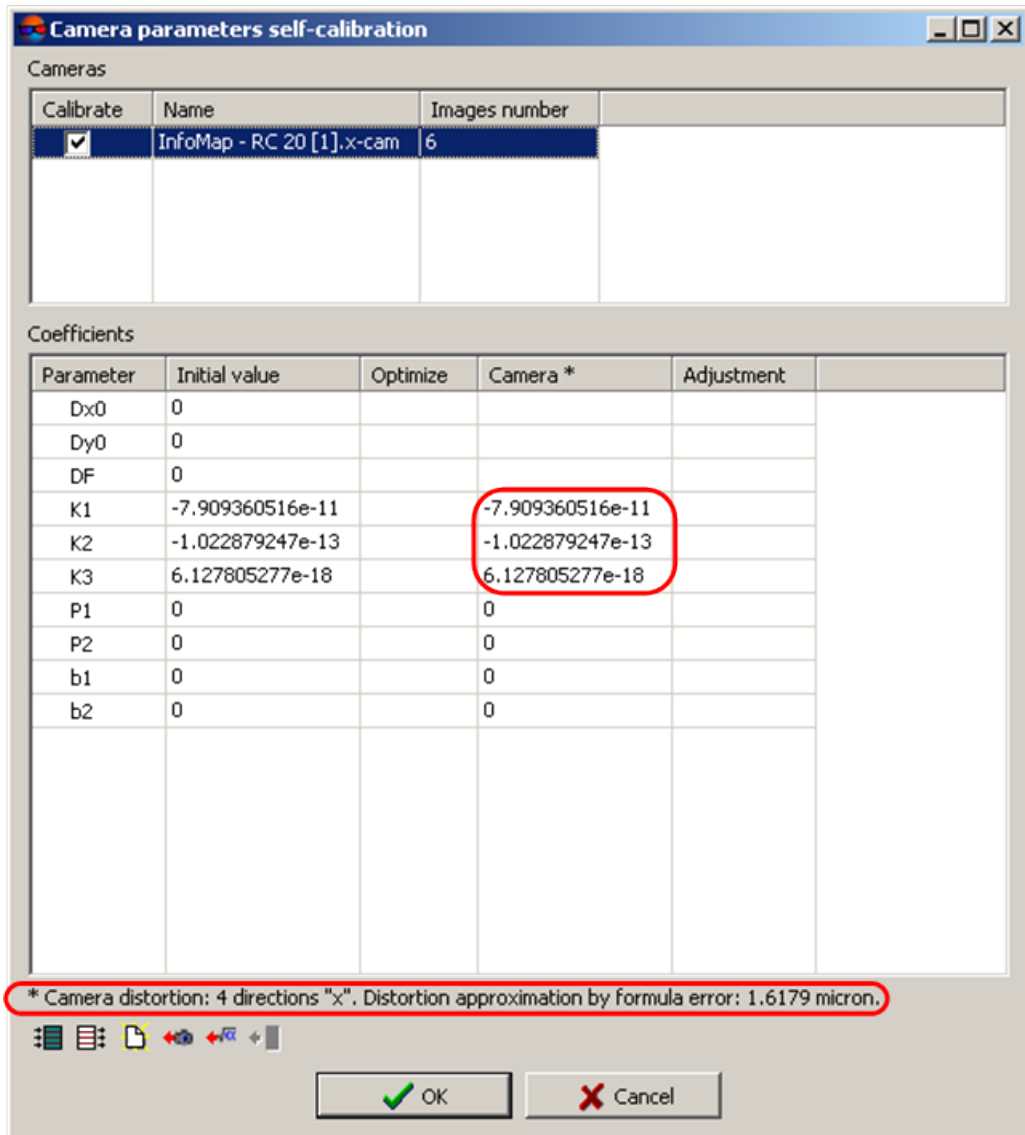 Camera parameters self-calibration
Cameras
Calibrate Name Images number
InfoMap - RC 20 [1].x-cam 6
Coefficients
Parameter Initial value Optimize Camera * Adjustment
Dx0 0
Dy0 0
DF 0
K1 -7.909360516e-11 -7.909360516e-11
K2 -1.022879247e-13 -1.022879247e-13
K3 6.127805277e-18 6.127805277e-18
P1 0 0
P2 0 0
b1 0 0
b2 0 0
* Camera distortion: 4 directions "x". Distortion approximation by formula error: 1.6179 micron.
OK Cancel